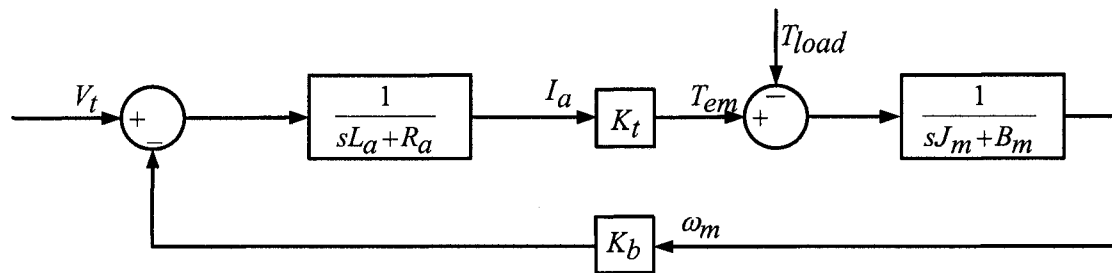 T_load
V_t
+
−
1
sL_a+R_a
I_a
K_t
T_em
+
−
1
sJ_m+B_m
K_b
ω_m